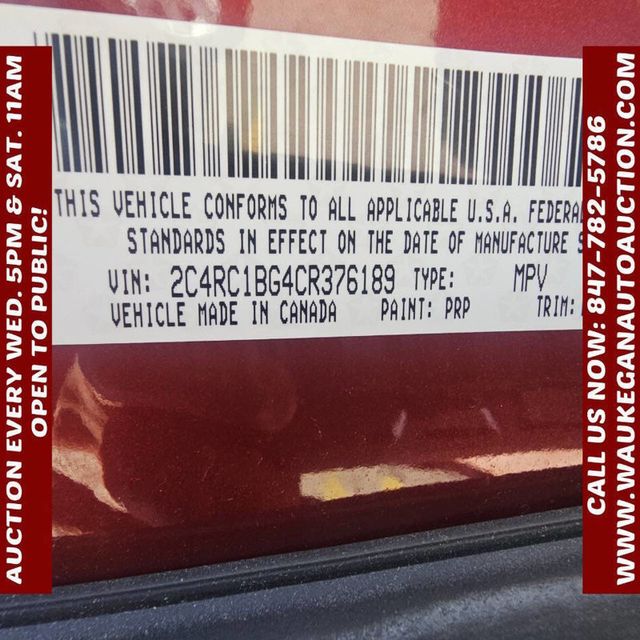 AUCTION EVERY WED. 5PM & SAT. 11AM
OPEN TO PUBLIC!
THIS VEHICLE CONFORMS TO ALL APPLICABLE U.S.A. FEDERAL
STANDARDS IN EFFECT ON THE DATE OF MANUFACTURE S
VIN: 2C4RC1BG4CR376189 TYPE: MPV
VEHICLE MADE IN CANADA PAINT: PRP TRIM:
CALL US NOW: 847-782-5786
WWW.WAUKEGANAUTOAUCTION.COM